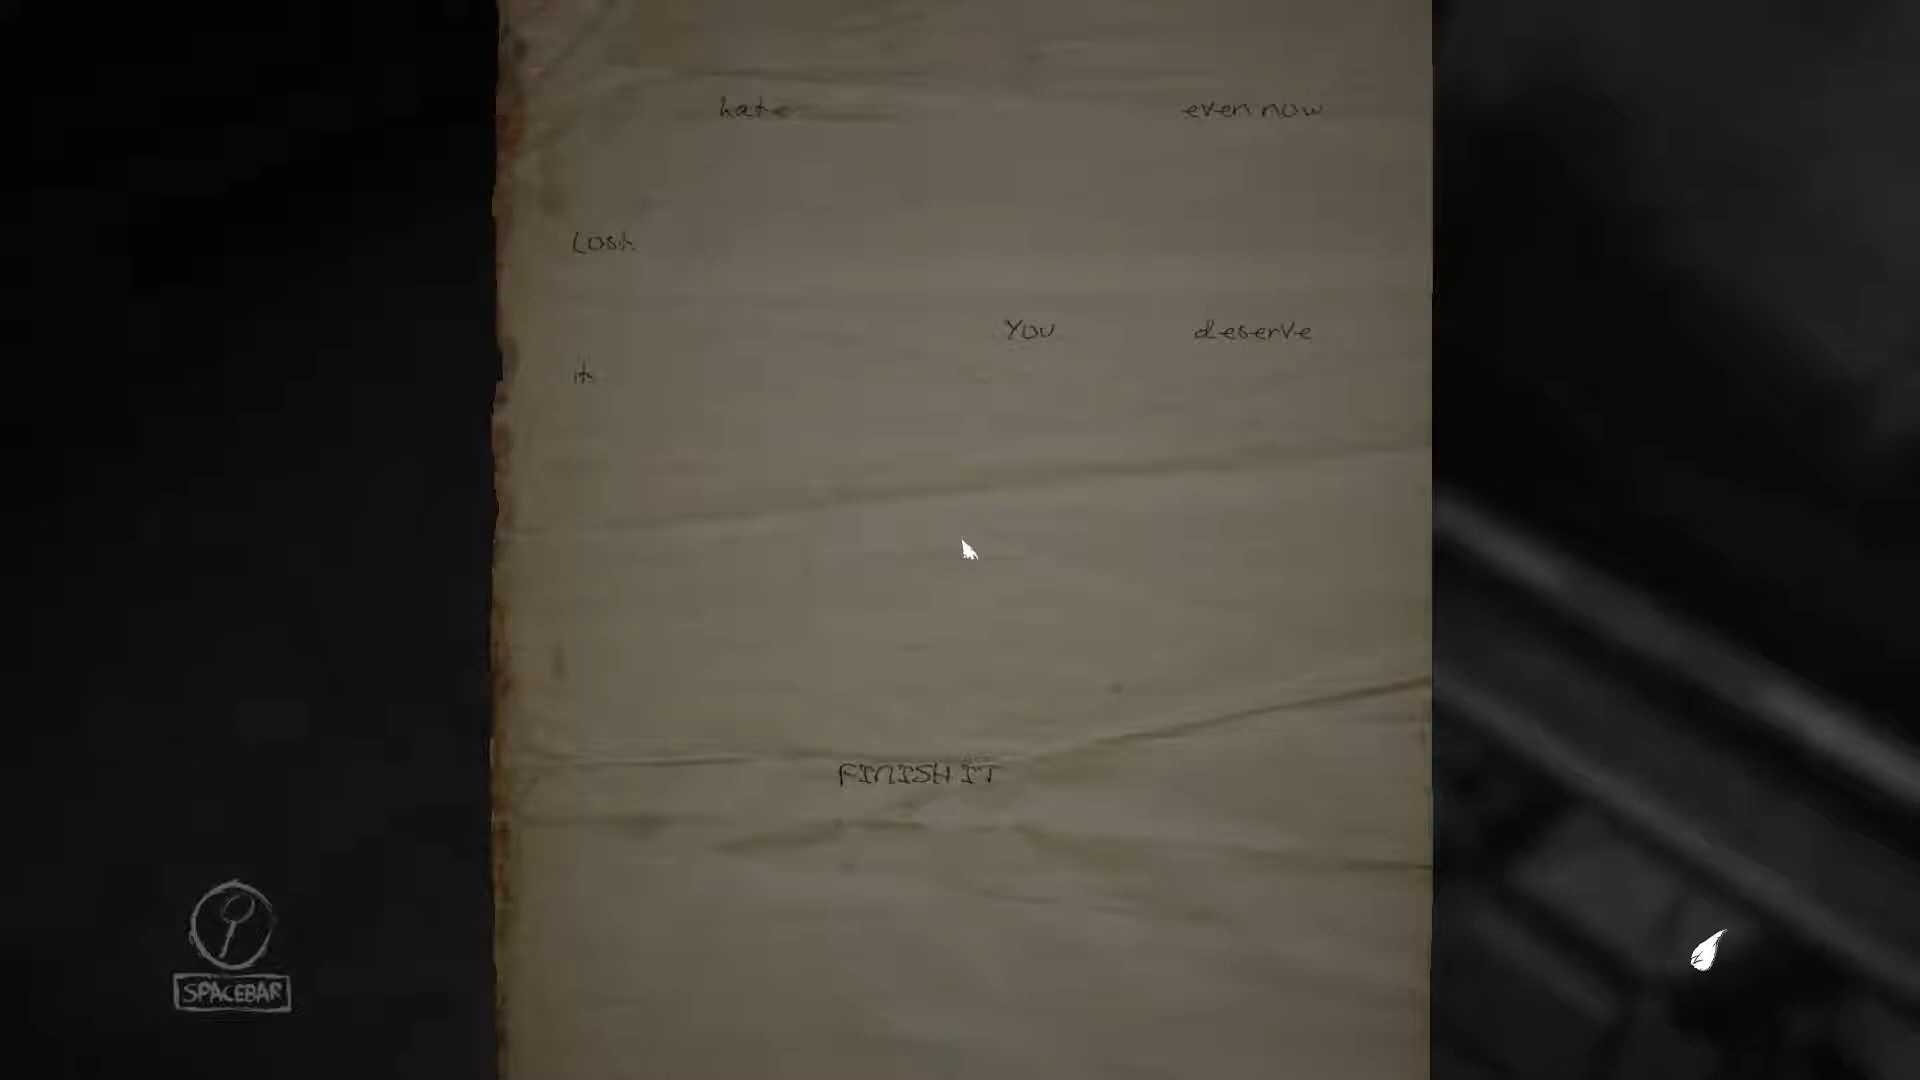 hate even now
Lost
You deserve
it
FINISH IT
SPACEBAR